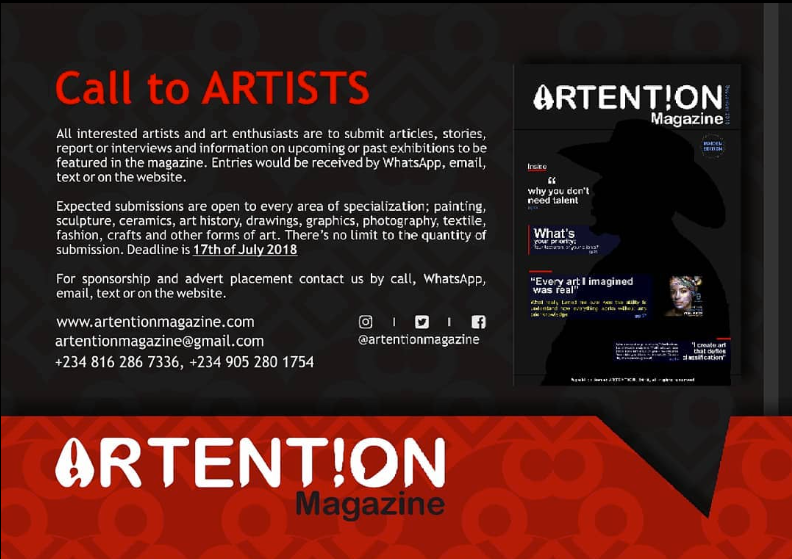 Call to ARTISTS
All interested artists and art enthusiasts are to submit articles, stories,
report or interviews and information on upcoming or past exhibitions to be
featured in the magazine. Entries would be received by WhatsApp, email,
text or on the website.
Expected submissions are open to every area of specialization; painting,
sculpture, ceramics, art history, drawings, graphics, photography, textile,
fashion, crafts and other forms of art. There's no limit to the quantity of
submission. Deadline is 17th of July 2018
For sponsorship and advert placement contact us by call, WhatsApp,
email, text or on the website.
www.artentionmagazine.com
artentionmagazine@gmail.com
+234 816 286 7336, +234 905 280 1754
@artentionmagazine
ARTENT!ON
Magazine
Inside
“
why you don't
need talent
What's
your priority;
"Every art I imagined
was real"
"I create art
that defies
classification"
ARTENT!ON
Magazine